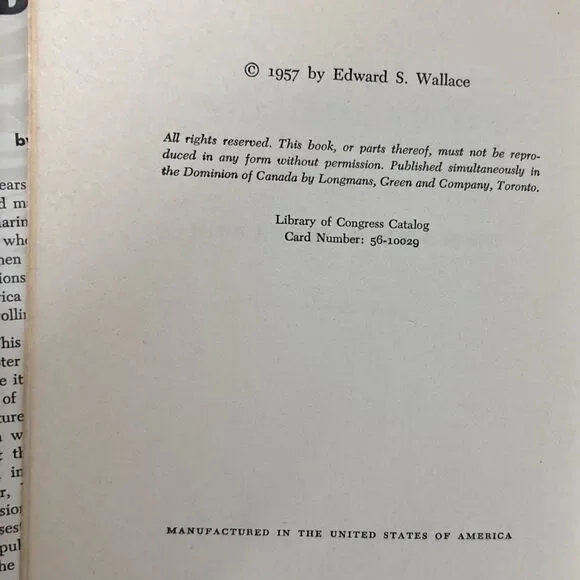 © 1957 by Edward S. Wallace
All rights reserved. This book, or parts thereof, must not be repro-
duced in any form without permission. Published simultaneously in
the Dominion of Canada by Longmans, Green and Company, Toronto.
Library of Congress Catalog
Card Number: 56-10029
MANUFACTURED IN THE UNITED STATES OF AMERICA